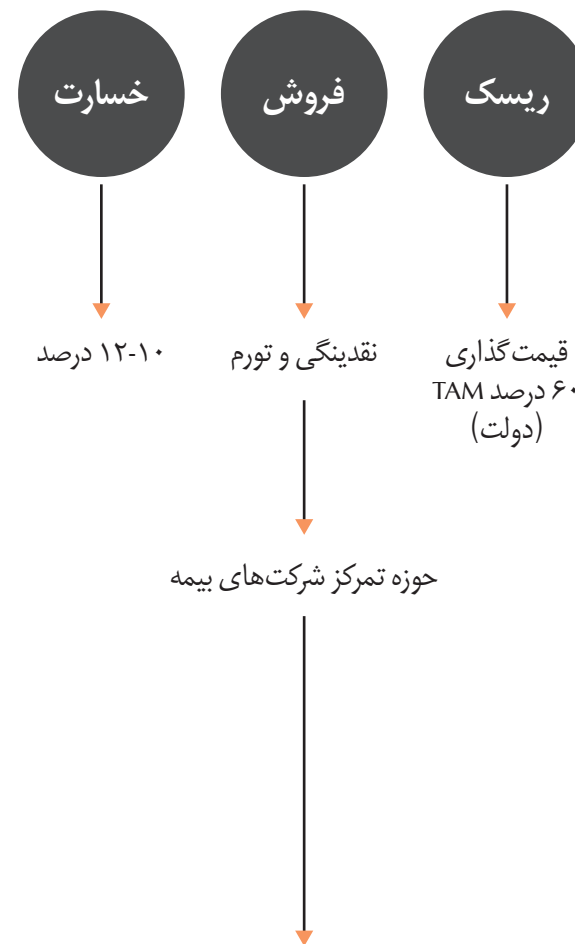 ریسک
فروش
خسارت
قیمت‌گذاری
۶۰ درصد TAM
(دولت)
نقدینگی و تورم
۱۲-۱۰ درصد
حوزه تمرکز شرکت‌های بیمه